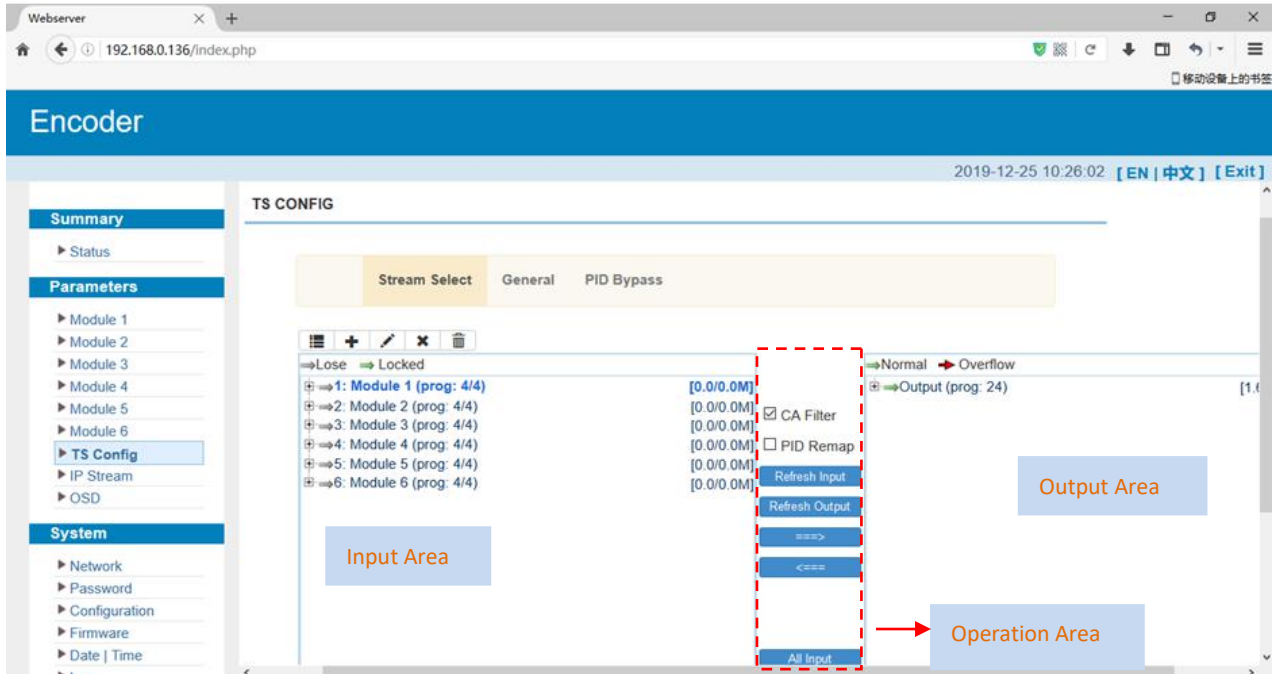 Webserver
192.168.0.136/index.php
移动设备上的书签
Encoder
2019-12-25 10:26:02 [ EN | 中文 ] [ Exit ]
Summary
Status
Parameters
Module 1
Module 2
Module 3
Module 4
Module 5
Module 6
TS Config
IP Stream
OSD
System
Network
Password
Configuration
Firmware
Date | Time
TS CONFIG
Stream Select General PID Bypass
⇒Lose ⇒Locked
1: Module 1 (prog: 4/4) [0.0/0.0M]
2: Module 2 (prog: 4/4) [0.0/0.0M]
3: Module 3 (prog: 4/4) [0.0/0.0M]
4: Module 4 (prog: 4/4) [0.0/0.0M]
5: Module 5 (prog: 4/4) [0.0/0.0M]
6: Module 6 (prog: 4/4) [0.0/0.0M]
Input Area
CA Filter
PID Remap
Refresh Input
Refresh Output
===>
<===
All Input
Normal Overflow
Output (prog: 24)
Output Area
Operation Area